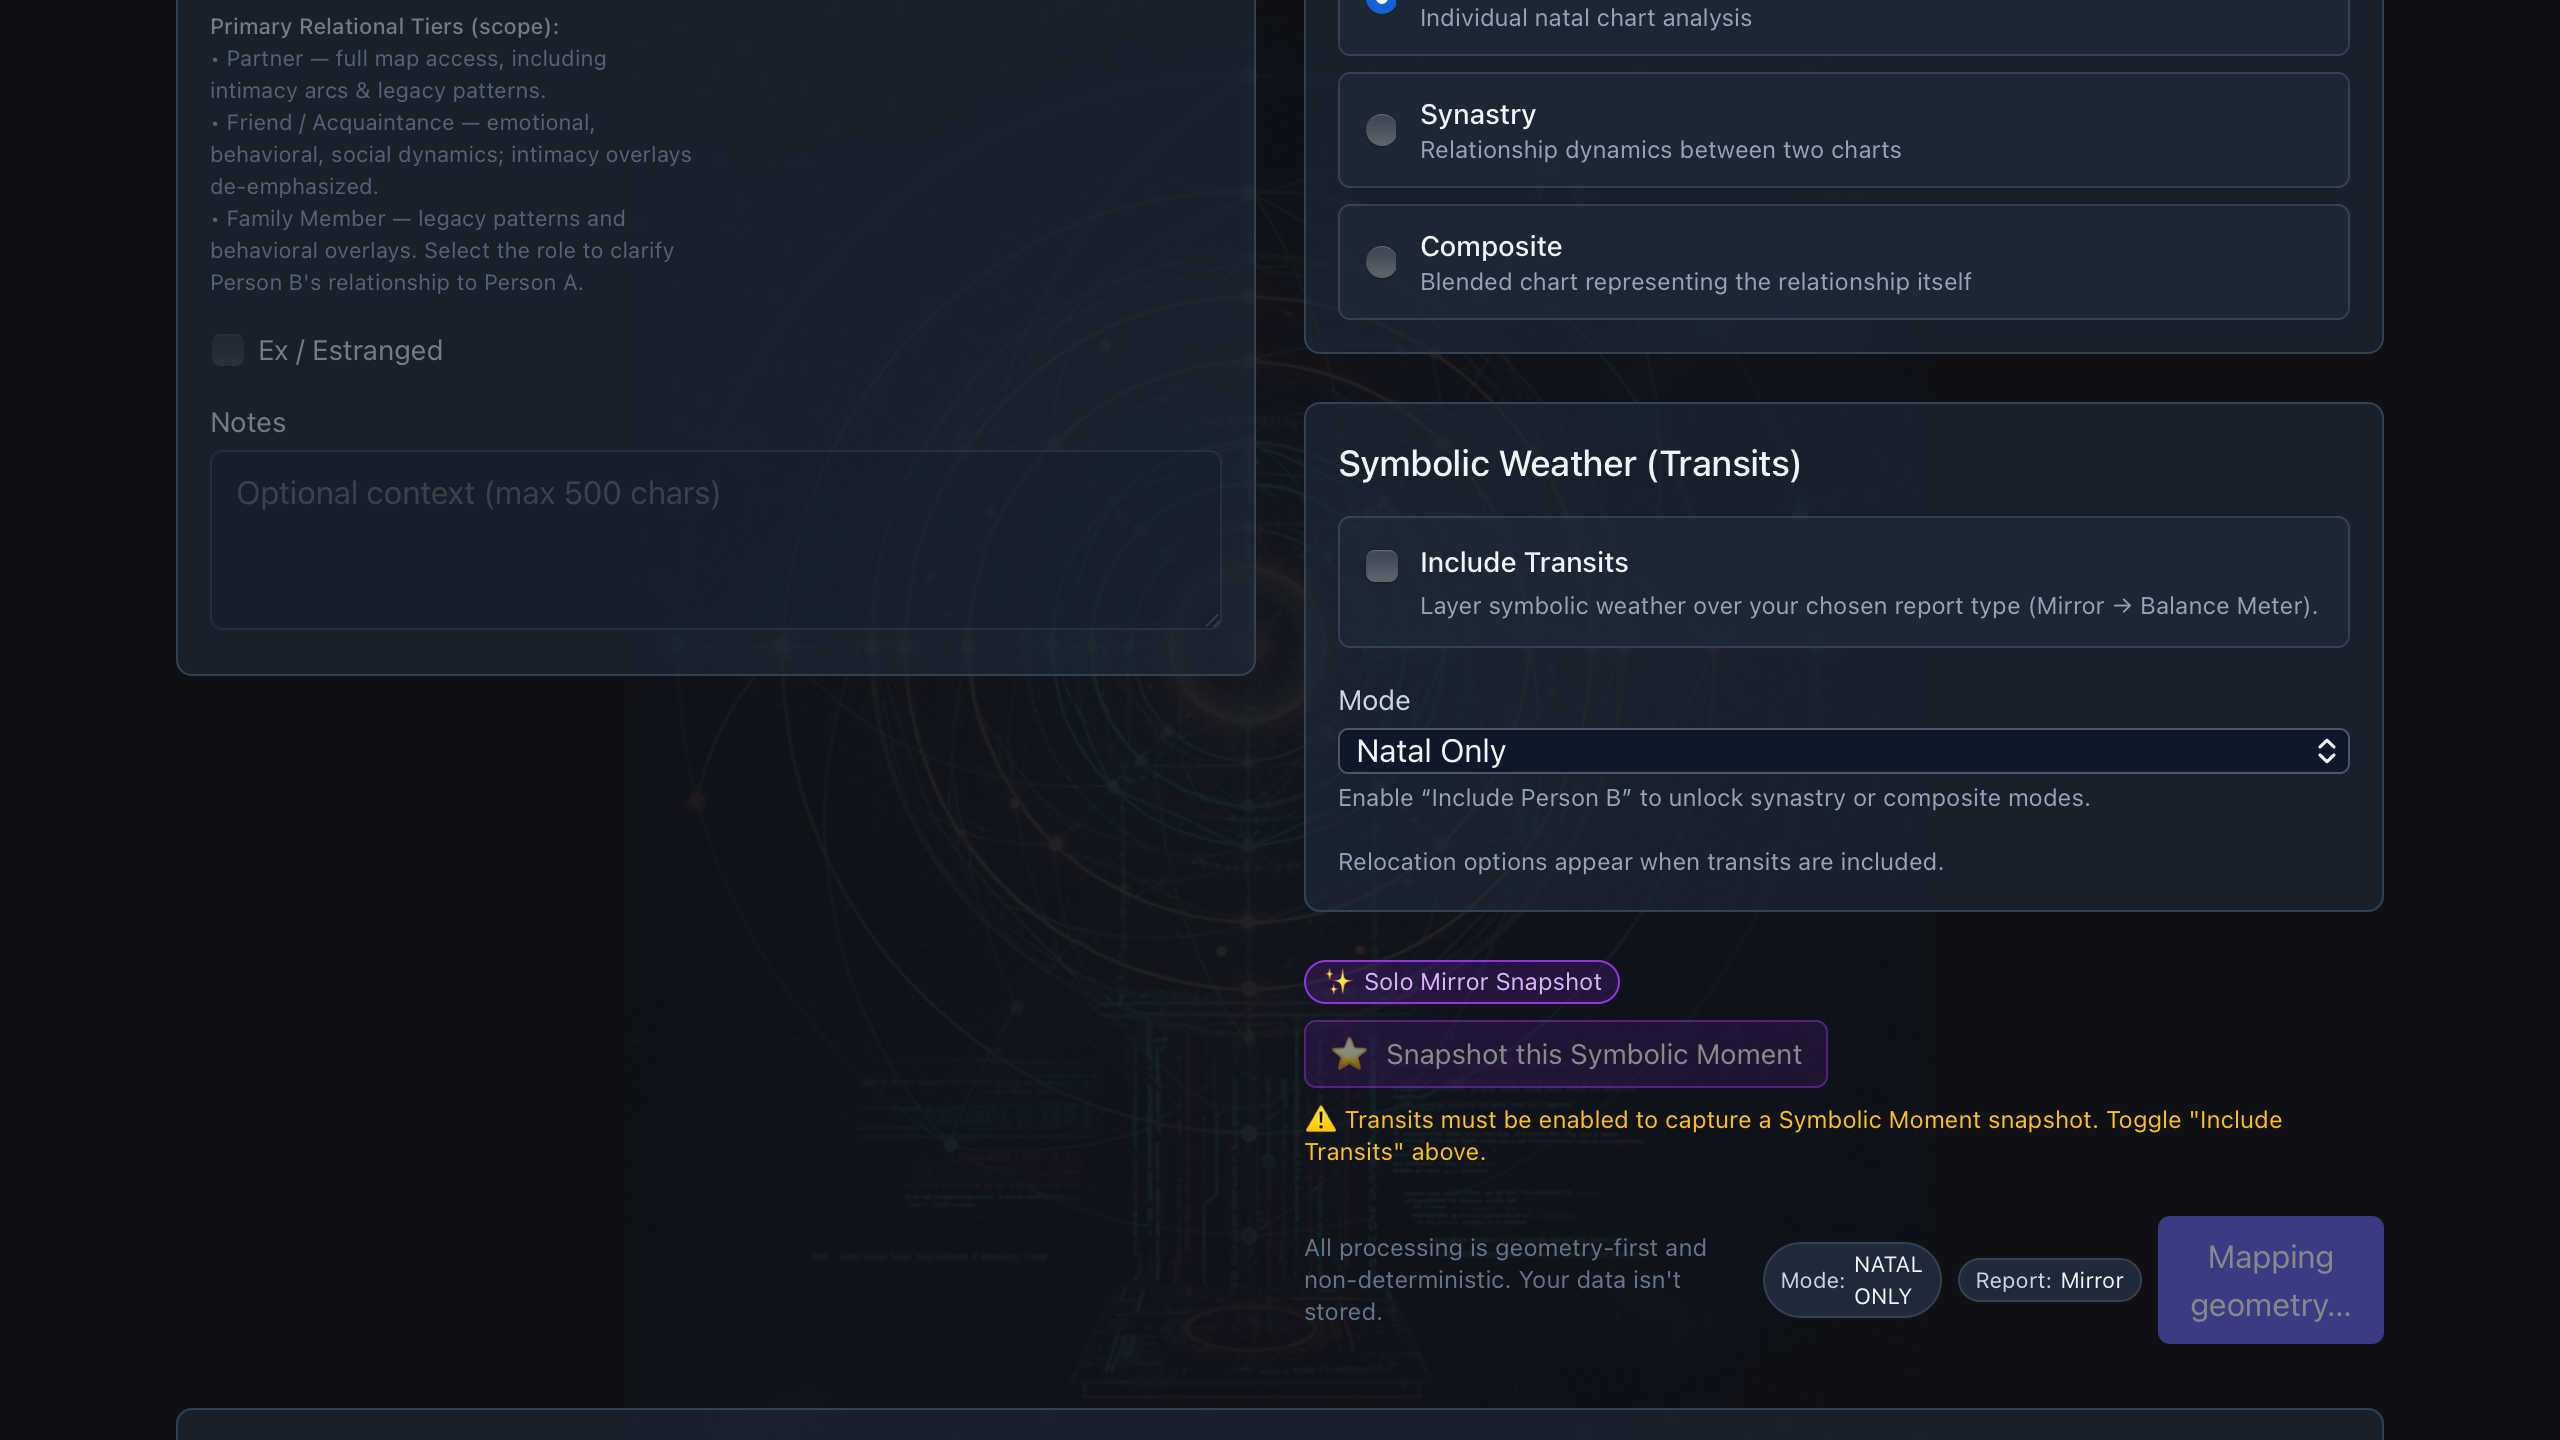 Primary Relational Tiers (scope):
• Partner — full map access, including
intimacy arcs & legacy patterns.
• Friend / Acquaintance — emotional,
behavioral, social dynamics; intimacy overlays
de-emphasized.
• Family Member — legacy patterns and
behavioral overlays. Select the role to clarify
Person B's relationship to Person A.
Ex / Estranged
Notes
Optional context (max 500 chars)
Individual natal chart analysis
Synastry
Relationship dynamics between two charts
Composite
Blended chart representing the relationship itself
Symbolic Weather (Transits)
Include Transits
Layer symbolic weather over your chosen report type (Mirror → Balance Meter).
Mode
Natal Only
Enable “Include Person B” to unlock synastry or composite modes.
Relocation options appear when transits are included.
✨ Solo Mirror Snapshot
⭐ Snapshot this Symbolic Moment
⚠️ Transits must be enabled to capture a Symbolic Moment snapshot. Toggle "Include
Transits" above.
All processing is geometry-first and
non-deterministic. Your data isn't
stored.
Mode: NATAL
ONLY
Report: Mirror
Mapping
geometry...